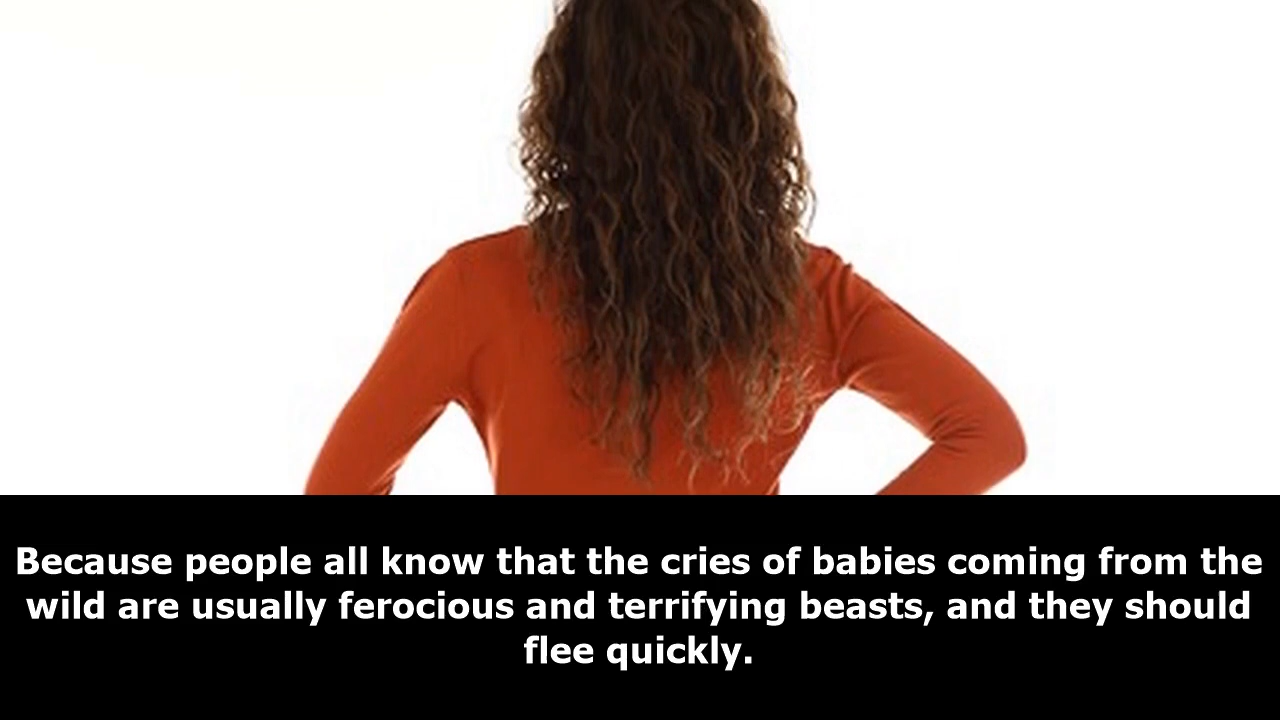 Because people all know that the cries of babies coming from the
wild are usually ferocious and terrifying beasts, and they should
flee quickly.